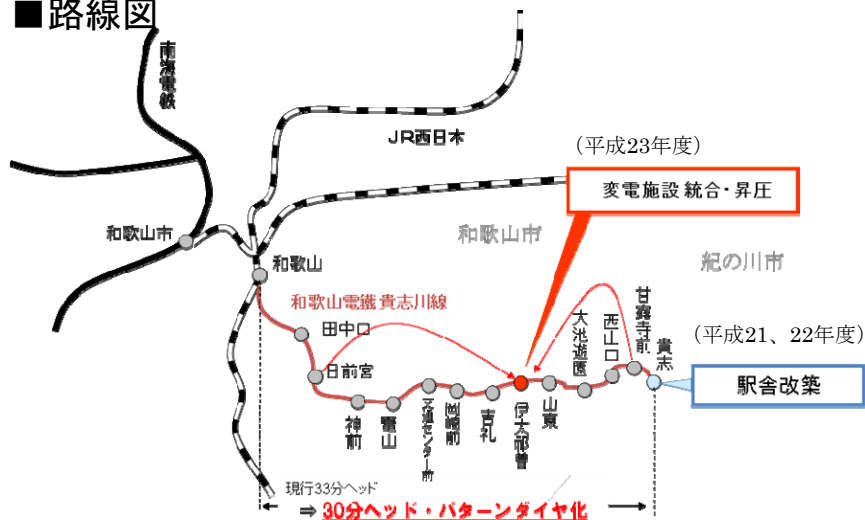 ■路線図
南海電鉄
JR西日本
(平成23年度)
変電施設統合・昇圧
和歌山市
和歌山市
紀の川市
和歌山
和歌山電鐵貴志川線
田中口
日前宮
神前
竈山
交通センター前
岡崎前
吉礼
伊太祁曽
山東
大池遊園
西山口
甘露寺前
貴志
(平成21、22年度)
駅舎改築
現行33分ヘッド
⇒ 30分ヘッド・パターンダイヤ化